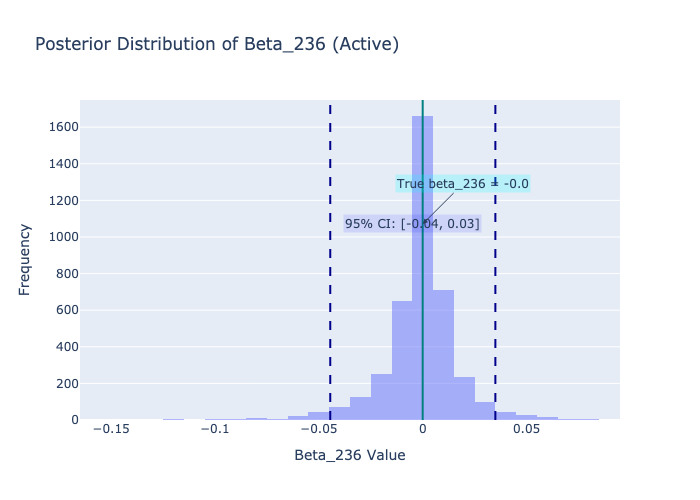 Posterior Distribution of Beta_236 (Active)
1600
1400
True beta_236 = -0.0
1200
95% CI: [-0.04, 0.03]
1000
800
600
400
200
0
Frequency
−0.15
−0.1
−0.05
0
0.05
Beta_236 Value